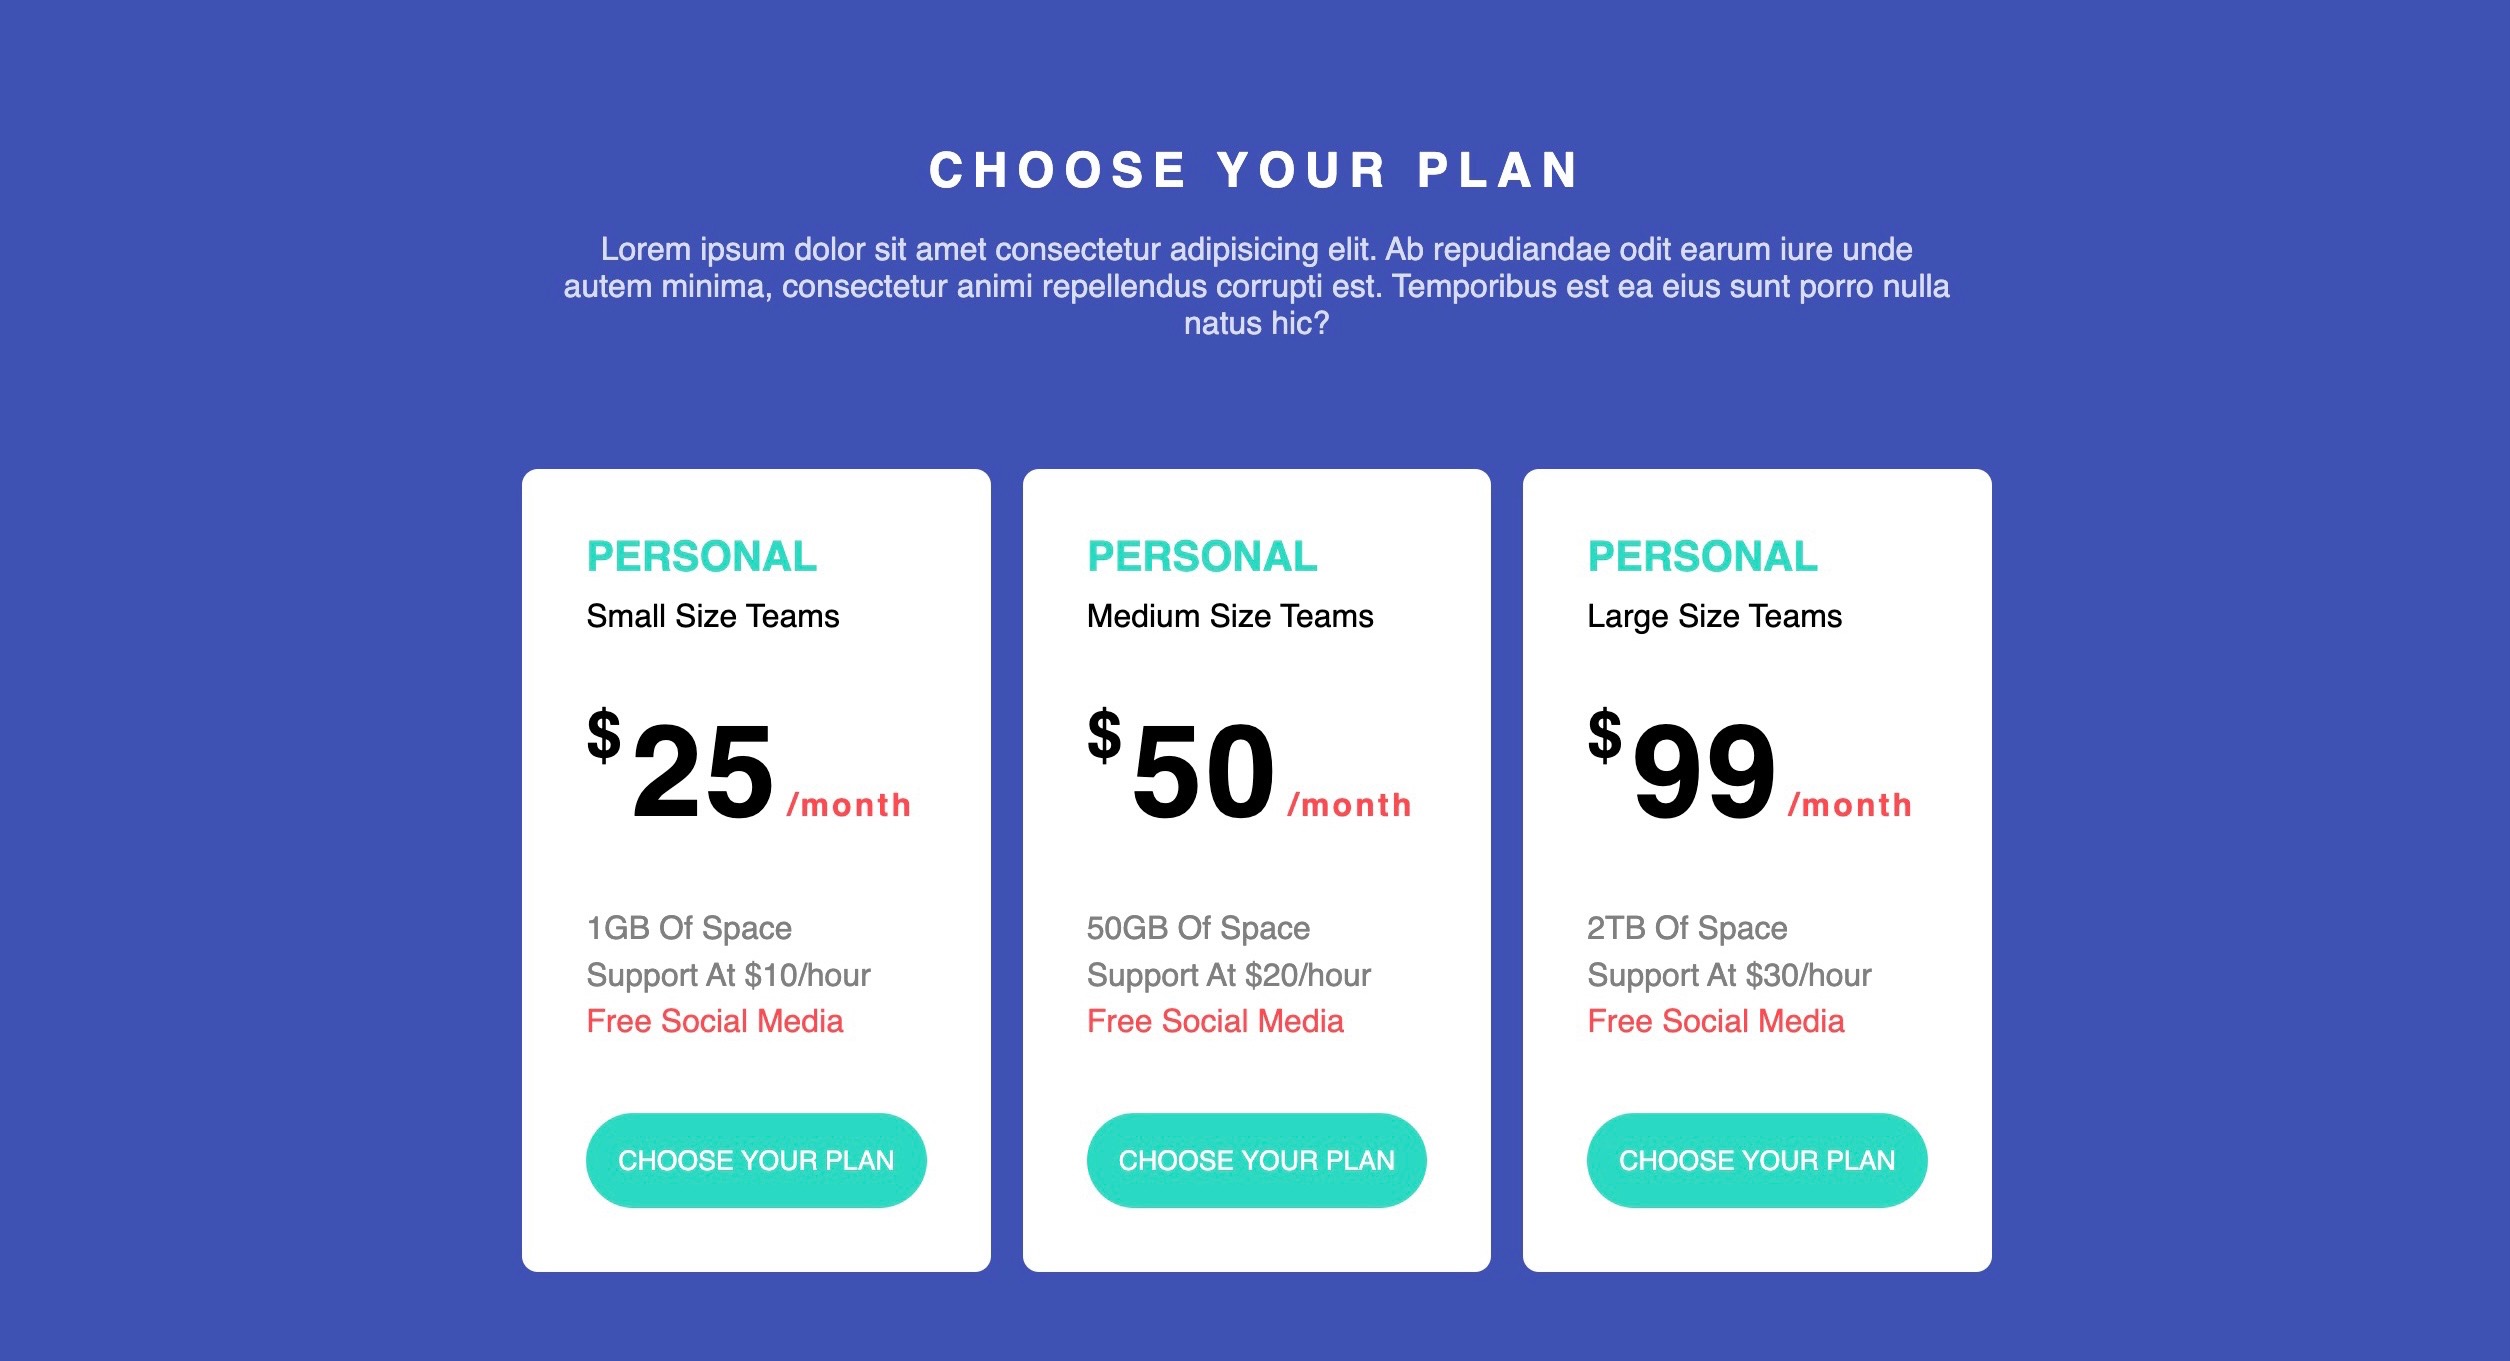 CHOOSE YOUR PLAN
Lorem ipsum dolor sit amet consectetur adipisicing elit. Ab repudiandae odit earum iure unde
autem minima, consectetur animi repellendus corrupti est. Temporibus est ea eius sunt porro nulla
natus hic?
PERSONAL
Small Size Teams
$25 /month
1GB Of Space
Support At $10/hour
Free Social Media
CHOOSE YOUR PLAN
PERSONAL
Medium Size Teams
$50 /month
50GB Of Space
Support At $20/hour
Free Social Media
CHOOSE YOUR PLAN
PERSONAL
Large Size Teams
$99 /month
2TB Of Space
Support At $30/hour
Free Social Media
CHOOSE YOUR PLAN